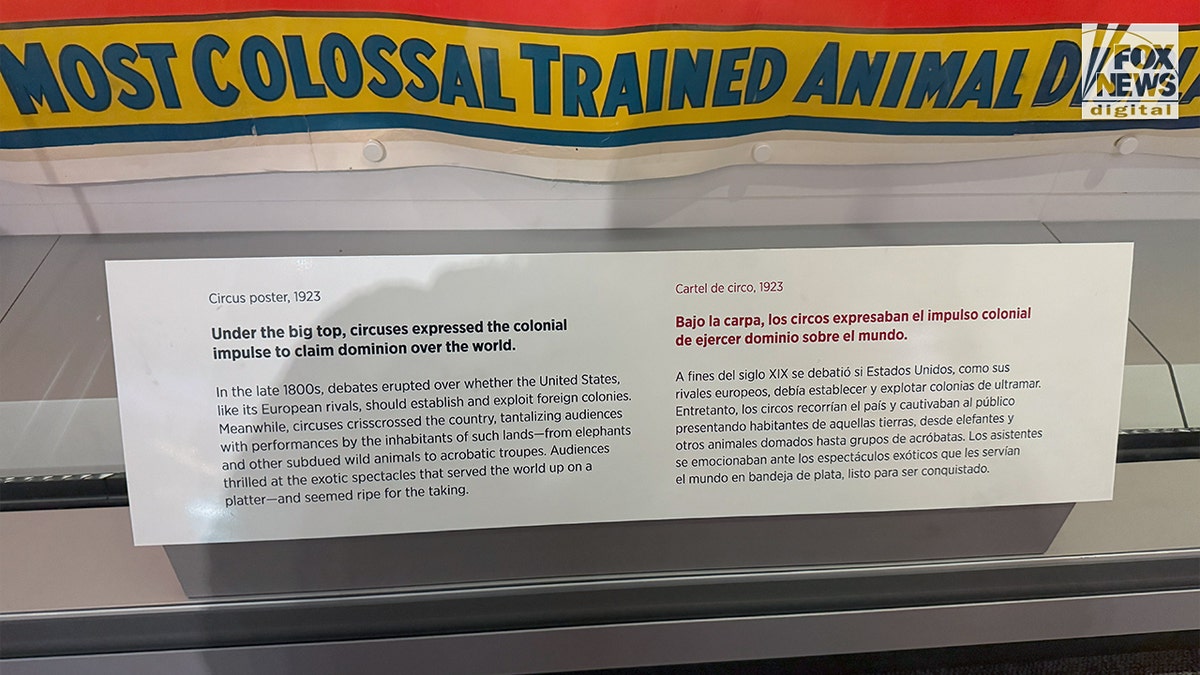 MOST COLOSSAL TRAINED ANIMAL
FOX
NEWS
digital
Circus poster, 1923
Under the big top, circuses expressed the colonial
impulse to claim dominion over the world.
In the late 1800s, debates erupted over whether the United States,
like its European rivals, should establish and exploit foreign colonies.
Meanwhile, circuses crisscrossed the country, tantalizing audiences
with performances by the inhabitants of such lands—from elephants
and other subdued wild animals to acrobatic troupes. Audiences
thrilled at the exotic spectacles that served the world up on a
platter—and seemed ripe for the taking.
Cartel de circo, 1923
Bajo la carpa, los circos expresaban el impulso colonial
de ejercer dominio sobre el mundo.
A fines del siglo XIX se debatió si Estados Unidos, como sus
rivales europeos, debía establecer y explotar colonias de ultramar.
Entretanto, los circos recorrían el país y cautivaban al público
presentando habitantes de aquellas tierras, desde elefantes y
otros animales domados hasta grupos de acróbatas. Los asistentes
se emocionaban ante los espectáculos exóticos que les servían
el mundo en bandeja de plata, listo para ser conquistado.